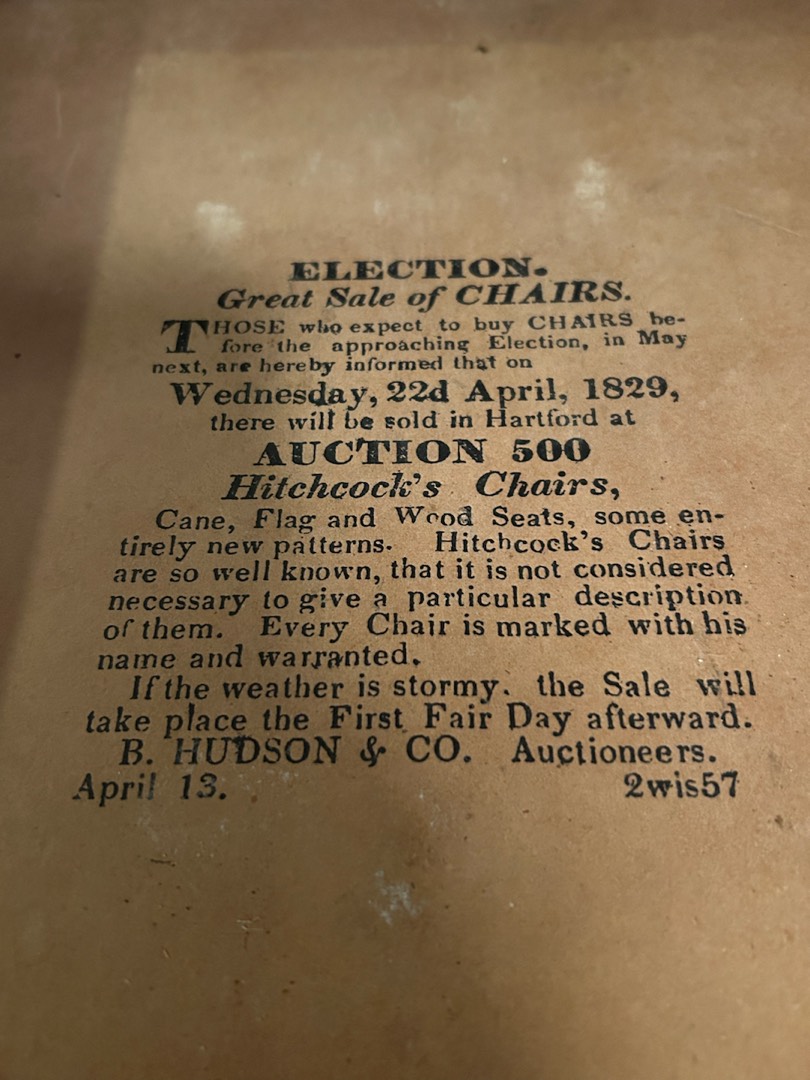 ELECTION.
Great Sale of CHAIRS.
THOSE who expect to buy CHAIRS be-
fore the approaching Election, in May
next, are hereby informed that on
Wednesday, 22d April, 1829,
there will be sold in Hartford at
AUCTION 500
Hitchcock's Chairs,
Cane, Flag and Wood Seats, some en-
tirely new patterns. Hitchcock's Chairs
are so well known, that it is not considered
necessary to give a particular description
of them. Every Chair is marked with his
name and warranted.
If the weather is stormy. the Sale will
take place the First Fair Day afterward.
B. HUDSON & CO. Auctioneers.
April 13. 2wis57